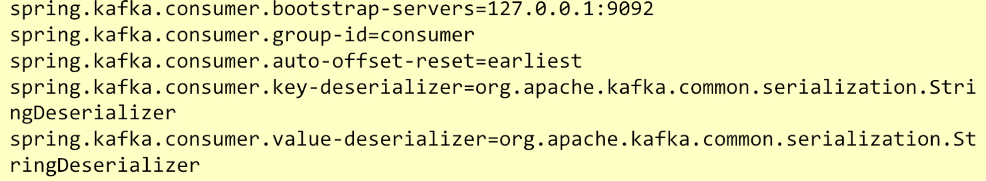 spring.kafka.consumer.bootstrap-servers=127.0.0.1:9092
spring.kafka.consumer.group-id=consumer
spring.kafka.consumer.auto-offset-reset=earliest
spring.kafka.consumer.key-deserializer=org.apache.kafka.common.serialization.Stri
ngDeserializer
spring.kafka.consumer.value-deserializer=org.apache.kafka.common.serialization.St
ringDeserializer